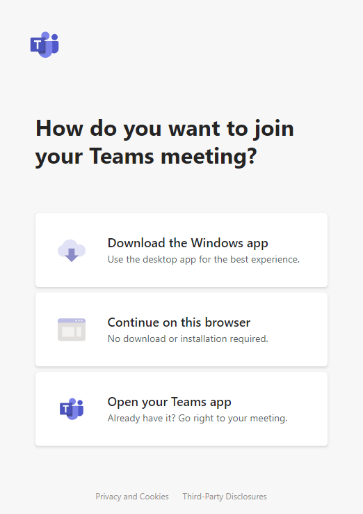 How do you want to join
your Teams meeting?
Download the Windows app
Use the desktop app for the best experience.
Continue on this browser
No download or installation required.
Open your Teams app
Already have it? Go right to your meeting.
Privacy and Cookies Third-Party Disclosures